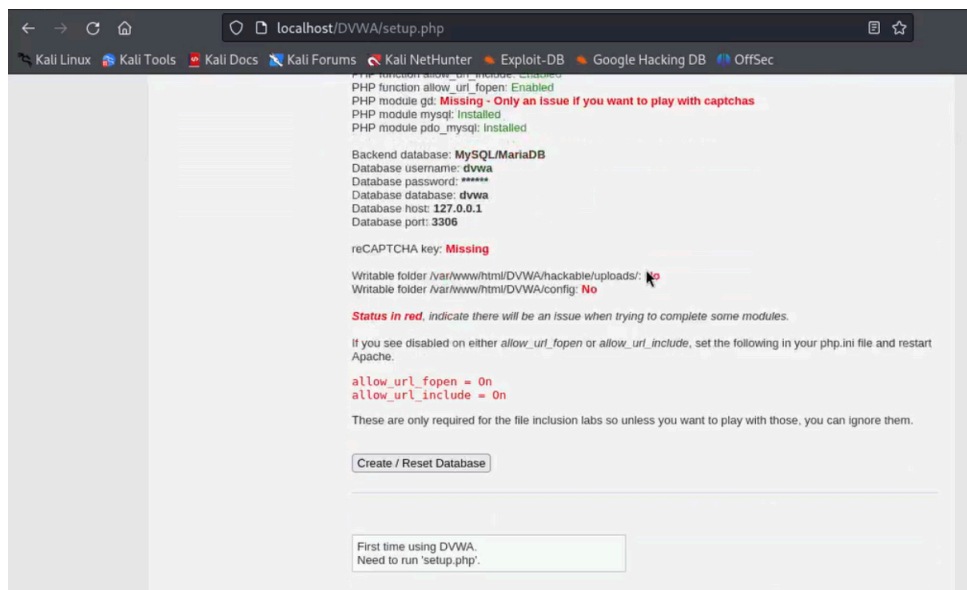 localhost/DVWA/setup.php
Kali Linux Kali Tools Kali Docs Kali Forums Kali NetHunter Exploit-DB Google Hacking DB OffSec
PHP function allow_url_include: Enabled
PHP function allow_url_fopen: Enabled
PHP module gd: Missing - Only an issue if you want to play with captchas
PHP module mysql: Installed
PHP module pdo_mysql: Installed
Backend database: MySQL/MariaDB
Database username: dvwa
Database password: ******
Database database: dvwa
Database host: 127.0.0.1
Database port: 3306
reCAPTCHA key: Missing
Writable folder /var/www/html/DVWA/hackable/uploads/: No
Writable folder /var/www/html/DVWA/config: No
Status in red, indicate there will be an issue when trying to complete some modules.
If you see disabled on either allow_url_fopen or allow_url_include, set the following in your php.ini file and restart
Apache.
allow_url_fopen = On
allow_url_include = On
These are only required for the file inclusion labs so unless you want to play with those, you can ignore them.
Create / Reset Database
First time using DVWA.
Need to run 'setup.php'.